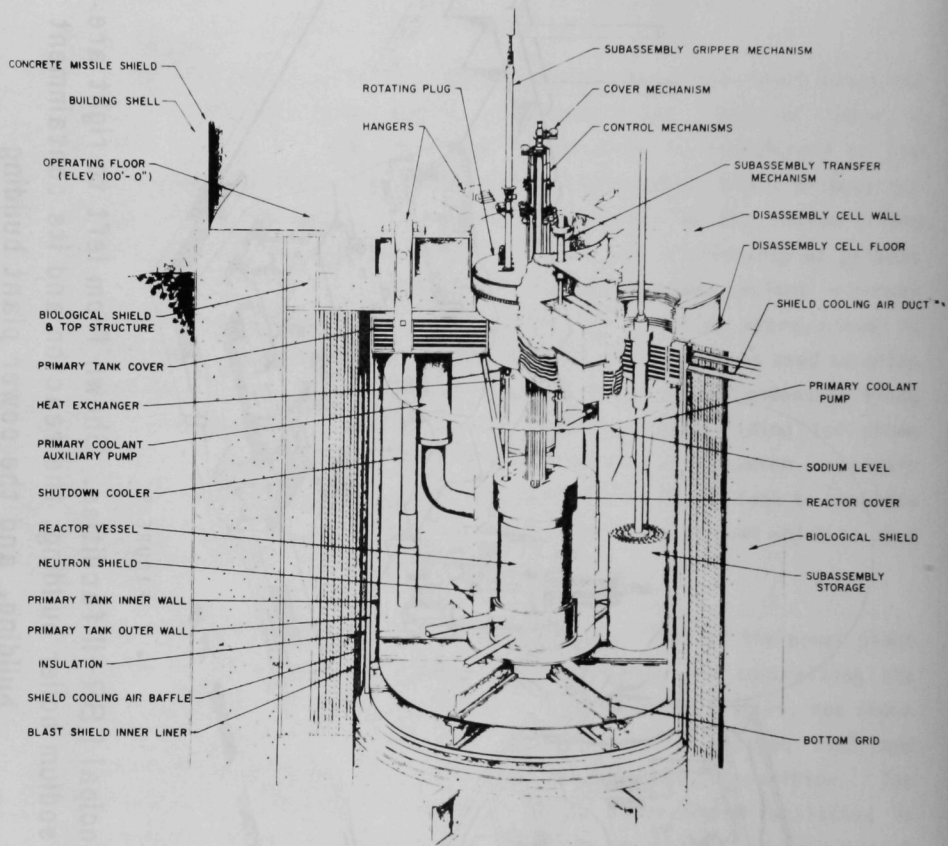 CONCRETE MISSILE SHIELD
BUILDING SHELL
OPERATING FLOOR
(ELEV. 100'-0")
BIOLOGICAL SHIELD
& TOP STRUCTURE
PRIMARY TANK COVER
HEAT EXCHANGER
PRIMARY COOLANT
AUXILIARY PUMP
SHUTDOWN COOLER
REACTOR VESSEL
NEUTRON SHIELD
PRIMARY TANK INNER WALL
PRIMARY TANK OUTER WALL
INSULATION
SHIELD COOLING AIR BAFFLE
BLAST SHIELD INNER LINER
ROTATING PLUG
HANGERS
SUBASSEMBLY GRIPPER MECHANISM
COVER MECHANISM
CONTROL MECHANISMS
SUBASSEMBLY TRANSFER
MECHANISM
DISASSEMBLY CELL WALL
DISASSEMBLY CELL FLOOR
SHIELD COOLING AIR DUCT
PRIMARY COOLANT
PUMP
SODIUM LEVEL
REACTOR COVER
BIOLOGICAL SHIELD
SUBASSEMBLY
STORAGE
BOTTOM GRID